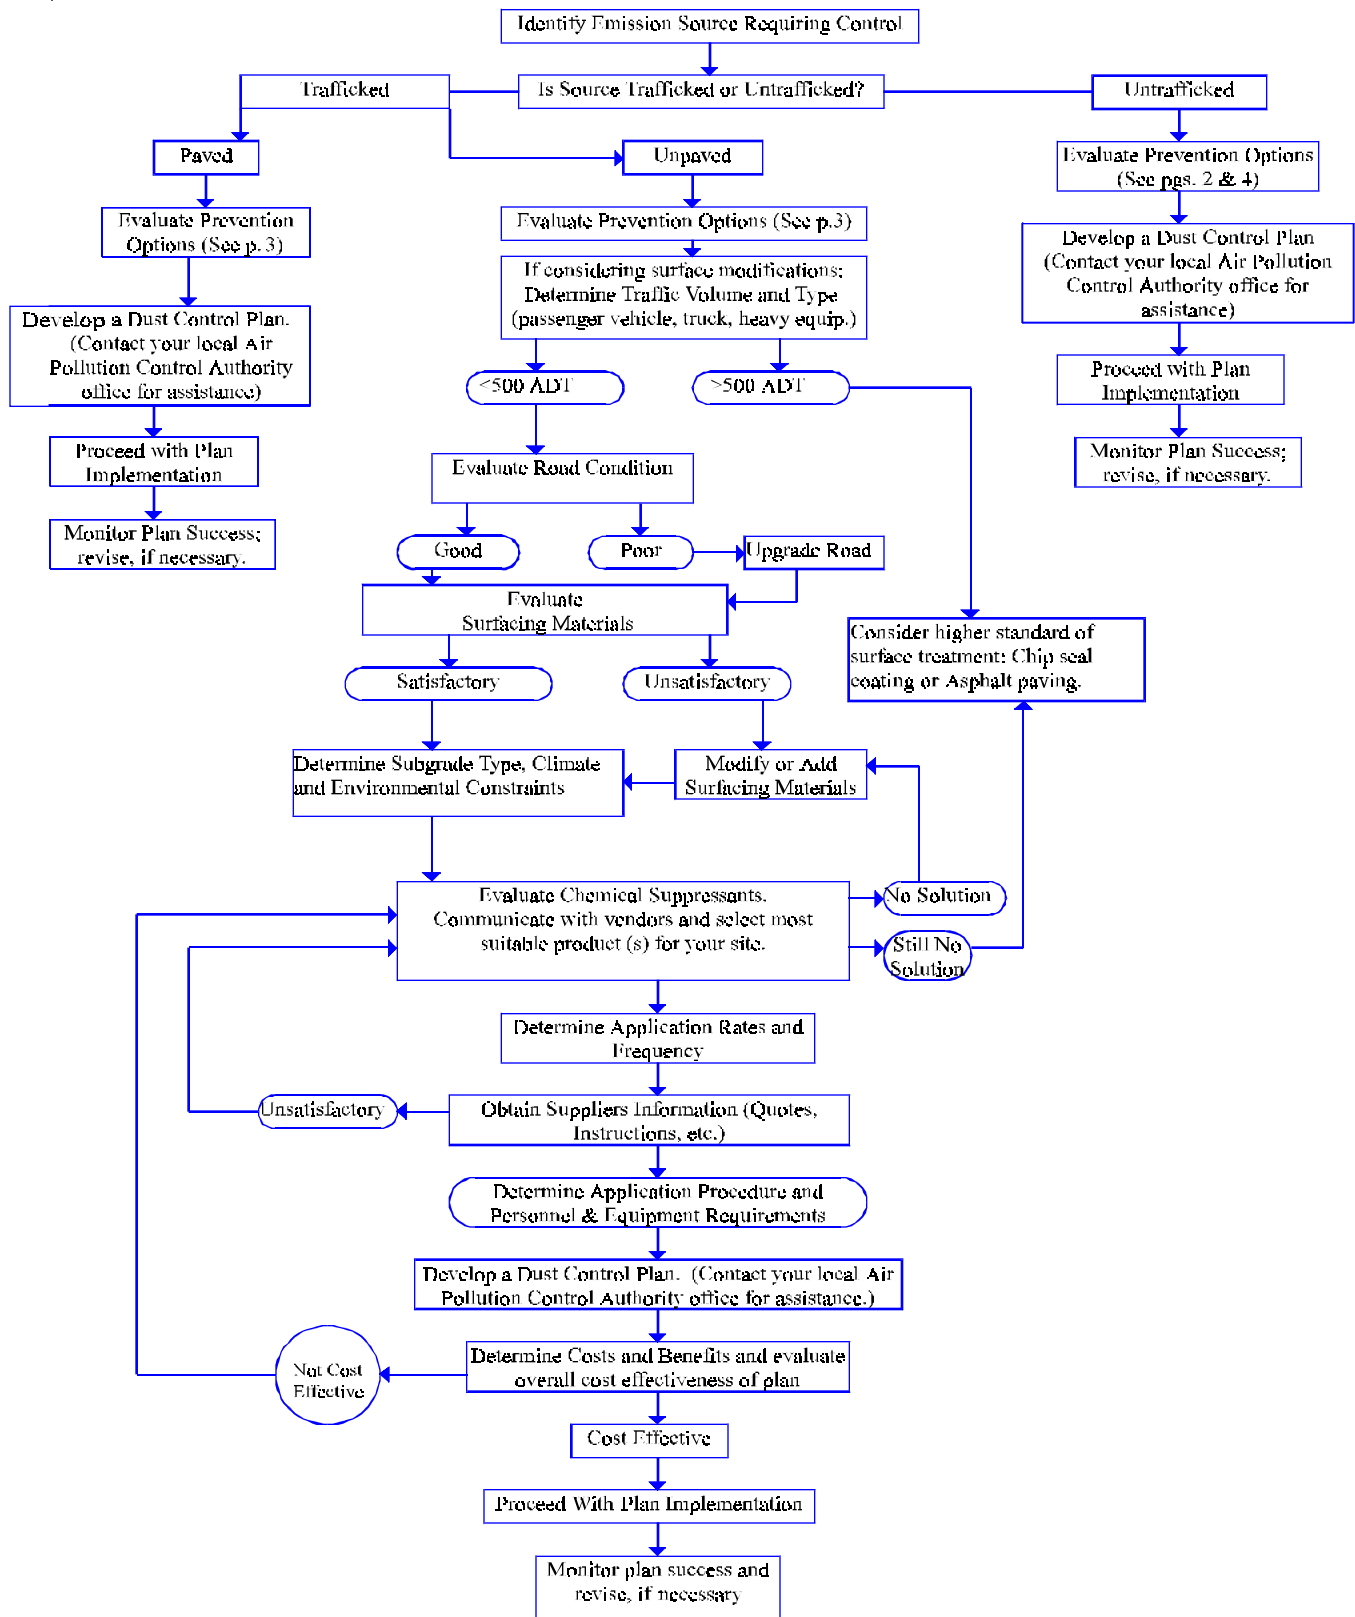 Identify Emission Source Requiring Control
Trafficked
Is Source Trafficked or Untrafficked?
Untrafficked
Paved
Unpaved
Evaluate Prevention Options
(See pgs. 2 & 4)
Evaluate Prevention
Options (See p. 3)
Evaluate Prevention Options (See p.3)
Develop a Dust Control Plan
(Contact your local Air Pollution
Control Authority office for
assistance)
If considering surface modifications:
Determine Traffic Volume and Type
(passenger vehicle, truck, heavy equip.)
Develop a Dust Control Plan.
(Contact your local Air
Pollution Control Authority
office for assistance)
<500 ADT
>500 ADT
Proceed with Plan
Implementation
Proceed with Plan
Implementation
Evaluate Road Condition
Monitor Plan Success;
revise, if necessary.
Monitor Plan Success;
revise, if necessary.
Good
Poor
Upgrade Road
Evaluate
Surfacing Materials
Consider higher standard of
surface treatment: Chip seal
coating or Asphalt paving.
Satisfactory
Unsatisfactory
Determine Subgrade Type, Climate
and Environmental Constraints
Modify or Add
Surfacing Materials
Evaluate Chemical Suppressants.
Communicate with vendors and select most
suitable product (s) for your site.
No Solution
Still No
Solution
Determine Application Rates and
Frequency
Unsatisfactory
Obtain Suppliers Information (Quotes,
Instructions, etc.)
Determine Application Procedure and
Personnel & Equipment Requirements
Develop a Dust Control Plan. (Contact your local Air
Pollution Control Authority office for assistance.)
Not Cost
Effective
Determine Costs and Benefits and evaluate
overall cost effectiveness of plan
Cost Effective
Proceed With Plan Implementation
Monitor plan success and
revise, if necessary